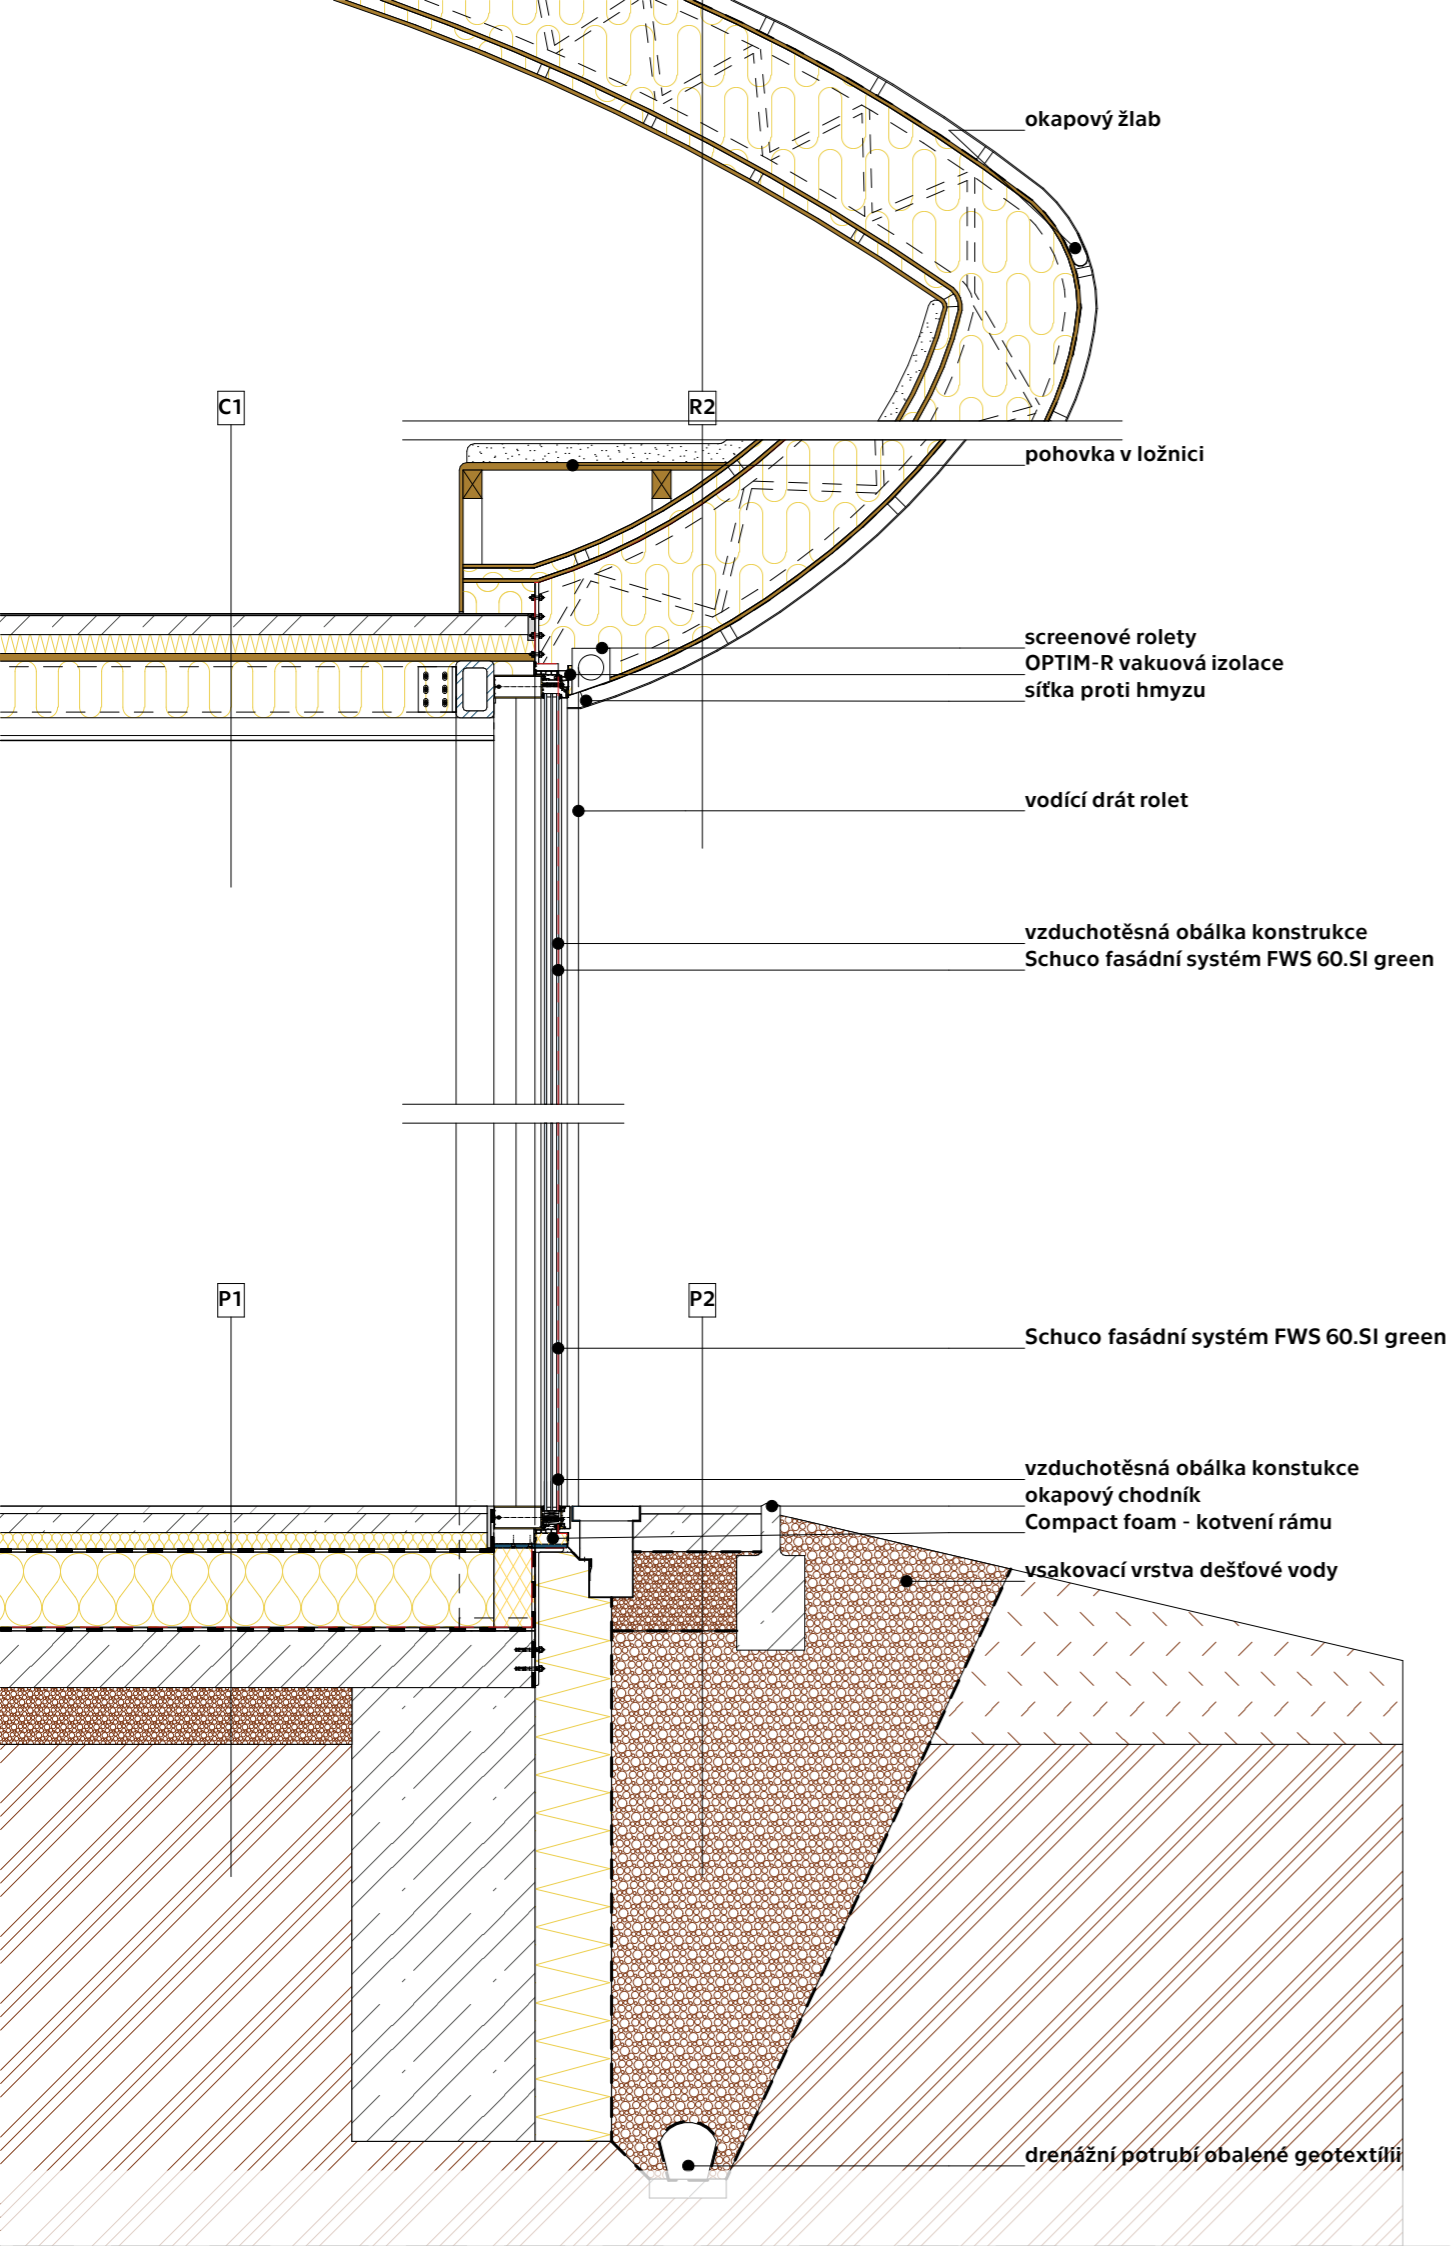 okapový žlab
C1
R2
pohovka v ložnici
screenové rolety
OPTIM-R vakuová izolace
síťka proti hmyzu
vodící drát rolet
vzduchotěsná obálka konstrukce
Schuco fasádní systém FWS 60.SI green
P1
P2
Schuco fasádní systém FWS 60.SI green
vzduchotěsná obálka konstukce
okapový chodník
Compact foam - kotvení rámu
vsakovací vrstva dešťové vody
drenážní potrubí obalené geotextílií